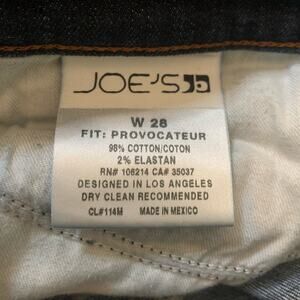 JOE'S
W 28
FIT: PROVOCATEUR
98% COTTON/COTON
2% ELASTAN
RN# 106214 CA# 35037
DESIGNED IN LOS ANGELES
DRY CLEAN RECOMMENDED
CL#114M MADE IN MEXICO